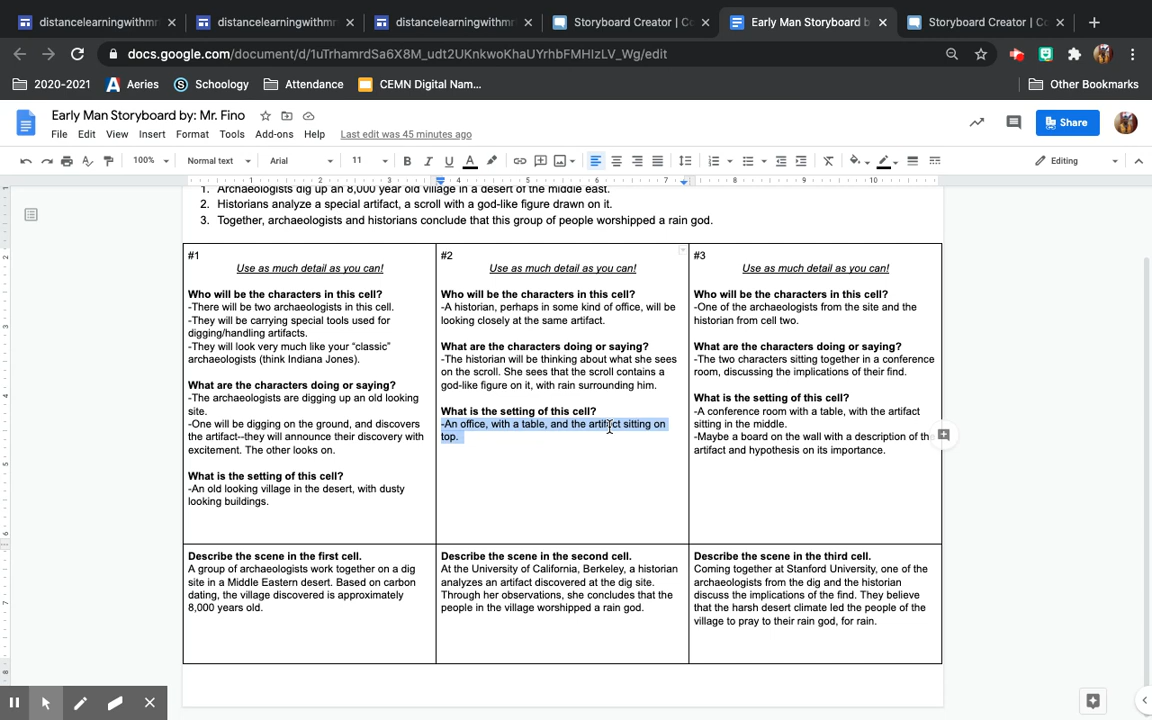 distancelearningwithmr
distancelearningwithmr
distancelearningwithmr
Storyboard Creator | Co
Early Man Storyboard b
Storyboard Creator | Co
docs.google.com/document/d/1uTrhamrdSa6X8M_udt2UKnkwoKhaUYrhbFMHIzLV_Wg/edit
2020-2021
Aeries
Schoology
Attendance
CEMN Digital Nam...
Other Bookmarks
Early Man Storyboard by: Mr. Fino
File Edit View Insert Format Tools Add-ons Help Last edit was 45 minutes ago
Share
100% Normal text Arial 11 B I U A Editing
1. Archaeologists dig up an 8,000 year old village in a desert of the middle east.
2. Historians analyze a special artifact, a scroll with a god-like figure drawn on it.
3. Together, archaeologists and historians conclude that this group of people worshipped a rain god.
#1
Use as much detail as you can!
Who will be the characters in this cell?
-There will be two archaeologists in this cell.
-They will be carrying special tools used for
digging/handling artifacts.
-They will look very much like your “classic”
archaeologists (think Indiana Jones).
What are the characters doing or saying?
-The archaeologists are digging up an old looking
site.
-One will be digging on the ground, and discovers
the artifact--they will announce their discovery with
excitement. The other looks on.
What is the setting of this cell?
-An old looking village in the desert, with dusty
looking buildings.
#2
Use as much detail as you can!
Who will be the characters in this cell?
-A historian, perhaps in some kind of office, will be
looking closely at the same artifact.
What are the characters doing or saying?
-The historian will be thinking about what she sees
on the scroll. She sees that the scroll contains a
god-like figure on it, with rain surrounding him.
What is the setting of this cell?
-An office, with a table, and the artifact sitting on
top.
#3
Use as much detail as you can!
Who will be the characters in this cell?
-One of the archaeologists from the site and the
historian from cell two.
What are the characters doing or saying?
-The two characters sitting together in a conference
room, discussing the implications of their find.
What is the setting of this cell?
-A conference room with a table, with the artifact
sitting in the middle.
-Maybe a board on the wall with a description of the
artifact and hypothesis on its importance.
Describe the scene in the first cell.
A group of archaeologists work together on a dig
site in a Middle Eastern desert. Based on carbon
dating, the village discovered is approximately
8,000 years old.
Describe the scene in the second cell.
At the University of California, Berkeley, a historian
analyzes an artifact discovered at the dig site.
Through her observations, she concludes that the
people in the village worshipped a rain god.
Describe the scene in the third cell.
Coming together at Stanford University, one of the
archaeologists from the dig and the historian
discuss the implications of the find. They believe
that the harsh desert climate led the people of the
village to pray to their rain god, for rain.